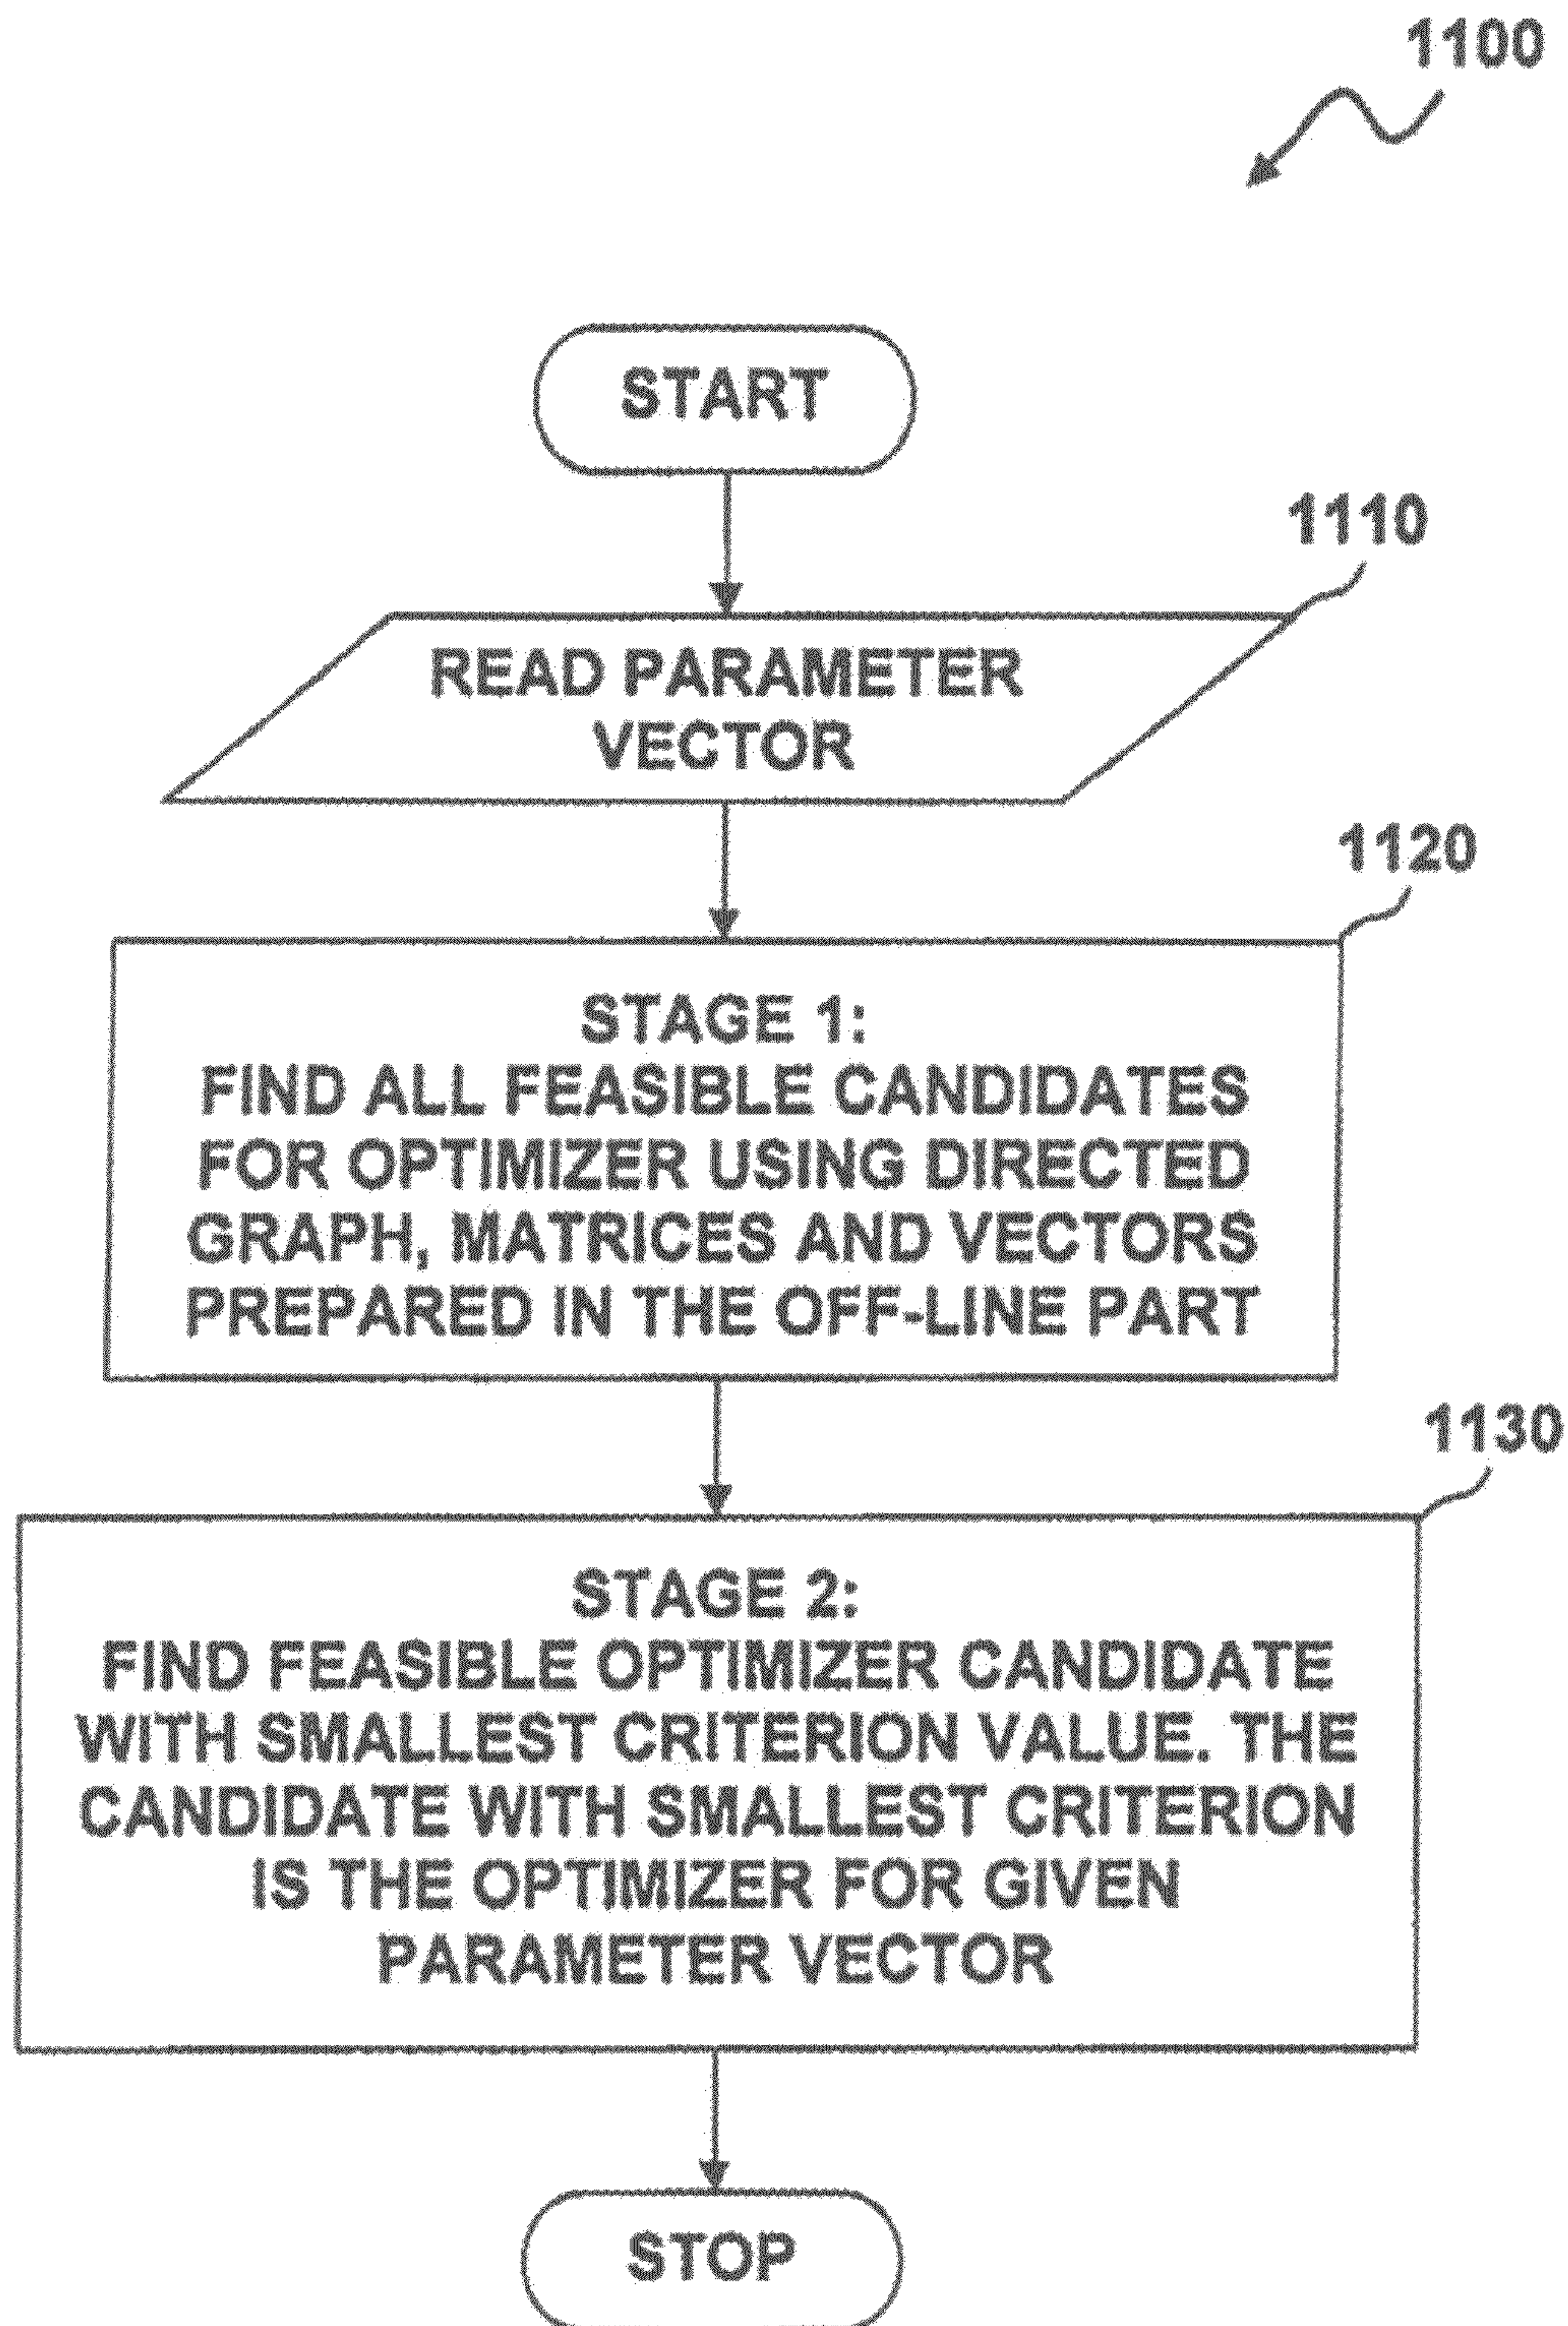 1100
START
1110
READ PARAMETER
VECTOR
1120
STAGE 1:
FIND ALL FEASIBLE CANDIDATES
FOR OPTIMIZER USING DIRECTED
GRAPH, MATRICES AND VECTORS
PREPARED IN THE OFF-LINE PART
1130
STAGE 2:
FIND FEASIBLE OPTIMIZER CANDIDATE
WITH SMALLEST CRITERION VALUE. THE
CANDIDATE WITH SMALLEST CRITERION
IS THE OPTIMIZER FOR GIVEN
PARAMETER VECTOR
STOP